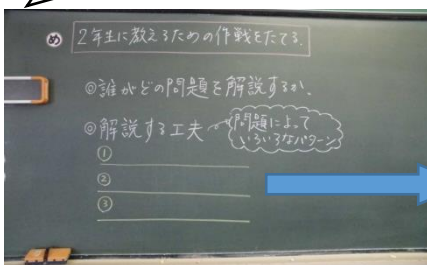 め 2年生に教えるための作戦をたてる.
◎誰がどの問題を解説するか.
◎解説する工夫
問題によって
いろいろなパターン
①
②
③